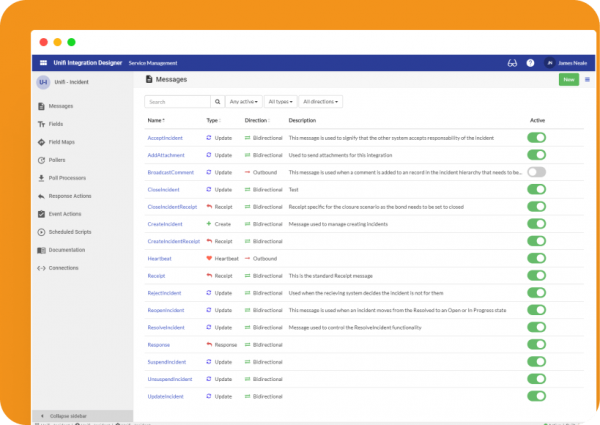 Unifi Integration Designer Service Management JN James Neale
U-I Unifi - Incident Messages New
Search Any active All types All directions
Name Type Direction Description Active
AcceptIncident Update Bidirectional This message is used to signify that the other system accepts responsability of the incident
AddAttachment Update Bidirectional Used to send attachments for this integration
BroadcastComment Update Outbound This message is used when a comment is added to an record in the incident hierarchy that needs to be...
CloseIncident Update Bidirectional Test
CloseIncidentReceipt Receipt Bidirectional Receipt specific for the closure scenario as the bond needs to be set to closed
CreateIncident Create Bidirectional Message used to manage creating incidents
CreateIncidentReceipt Receipt Bidirectional
Heartbeat Heartbeat Outbound
Receipt Receipt Bidirectional This is the standard Receipt message
RejectIncident Update Bidirectional Used when the recieving system decides the incident is not for them
ReopenIncident Update Bidirectional This message is used when an incident moves from the Resolved to an Open or In Progress state
ResolveIncident Update Bidirectional Message used to control the ResolveIncident functionality
Response Response Bidirectional
SuspendIncident Update Bidirectional
UnsuspendIncident Update Bidirectional
UpdateIncident Update Bidirectional
Messages
Fields
Field Maps
Pollers
Poll Processors
Response Actions
Event Actions
Scheduled Scripts
Documentation
Connections
Collapse sidebar